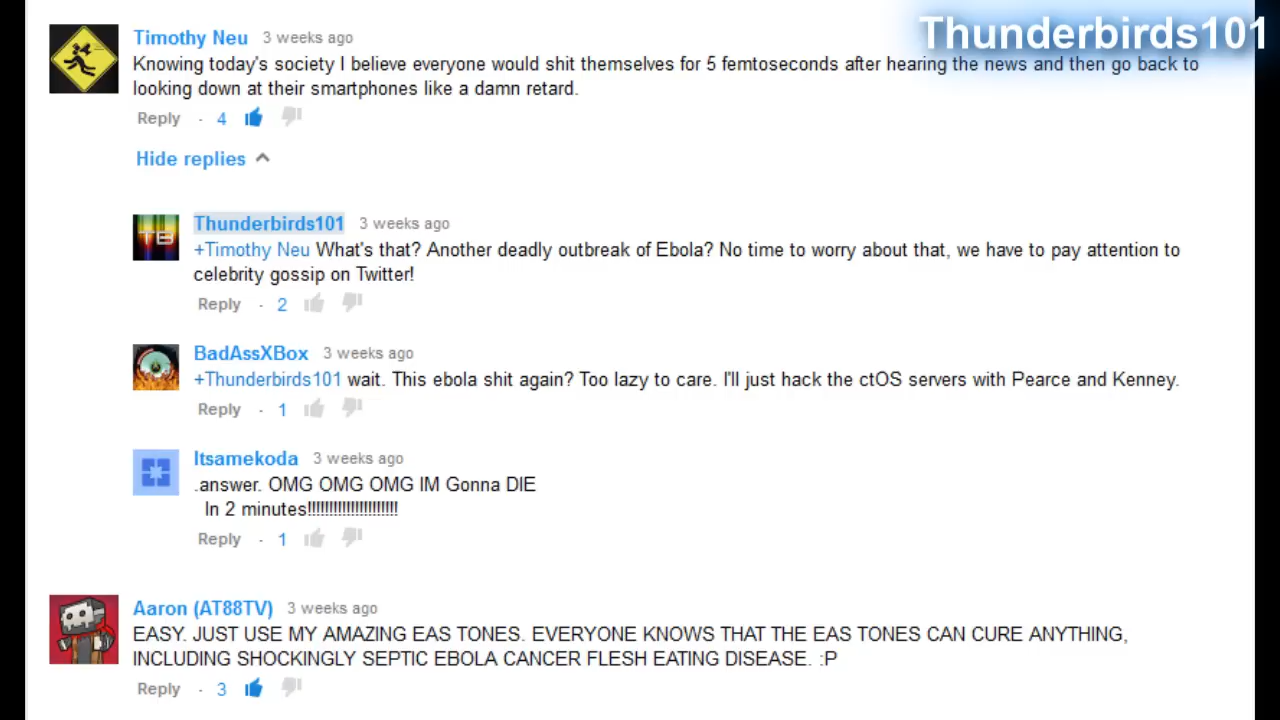 Thunderbirds101
Timothy Neu 3 weeks ago
Knowing today's society I believe everyone would shit themselves for 5 femtoseconds after hearing the news and then go back to
looking down at their smartphones like a damn retard.
Reply · 4
Hide replies
Thunderbirds101 3 weeks ago
TB
+Timothy Neu What's that? Another deadly outbreak of Ebola? No time to worry about that, we have to pay attention to
celebrity gossip on Twitter!
Reply · 2
BadAssXBox 3 weeks ago
+Thunderbirds101 wait. This ebola shit again? Too lazy to care. I'll just hack the ctOS servers with Pearce and Kenney.
Reply · 1
Itsamekoda 3 weeks ago
.answer. OMG OMG OMG IM Gonna DIE
In 2 minutes!!!!!!!!!!!!!!!!!!!!!
Reply · 1
Aaron (AT88TV) 3 weeks ago
EASY. JUST USE MY AMAZING EAS TONES. EVERYONE KNOWS THAT THE EAS TONES CAN CURE ANYTHING,
INCLUDING SHOCKINGLY SEPTIC EBOLA CANCER FLESH EATING DISEASE. :P
Reply · 3